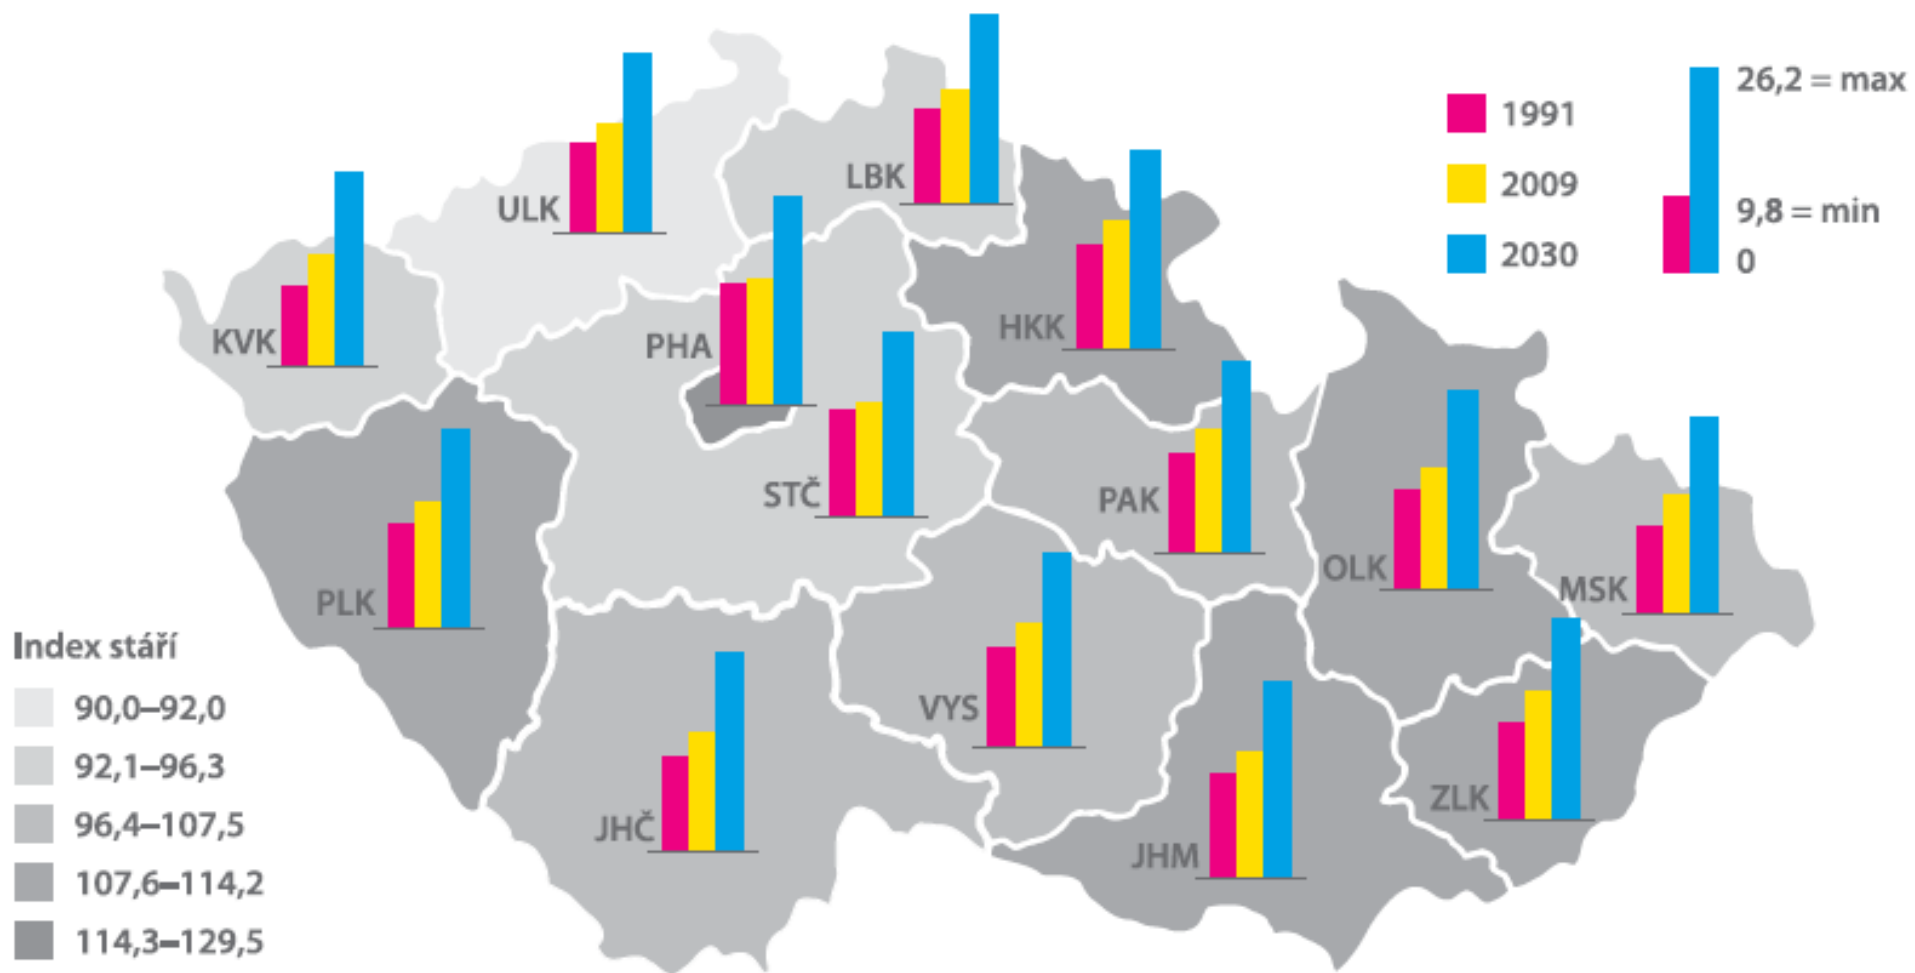 LBK
ULK
KVK
PHA
HKK
STČ
PAK
PLK
OLK
MSK
VYS
JHČ
JHM
ZLK
1991
2009
2030
26,2 = max
9,8 = min
0
Index stáří
90,0–92,0
92,1–96,3
96,4–107,5
107,6–114,2
114,3–129,5